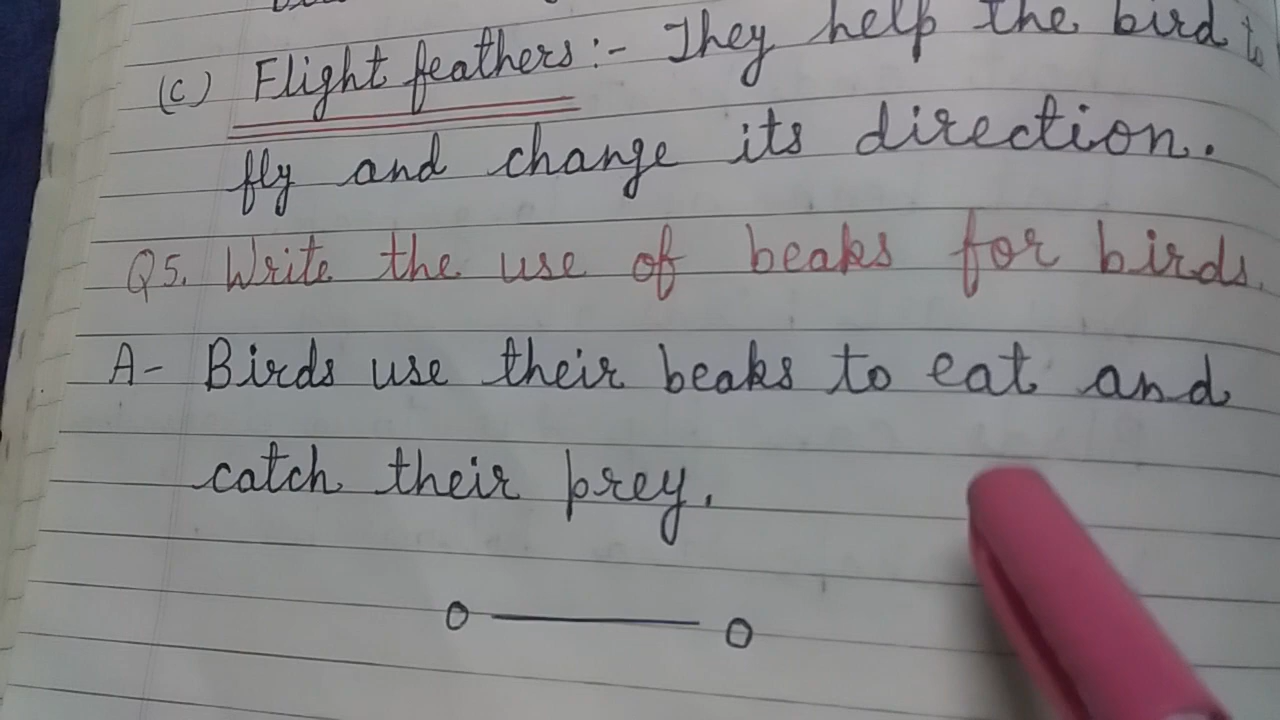 (c) Flight feathers :- They help the bird to
fly and change its direction.
Q5. Write the use of beaks for birds.
A- Birds use their beaks to eat and
catch their prey.